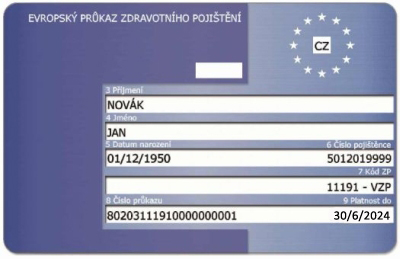 EVROPSKÝ PRŮKAZ ZDRAVOTNÍHO POJIŠTĚNÍ
CZ
3 Příjmení
NOVÁK
4 Jméno
JAN
5 Datum narození 6 Číslo pojištěnce
01/12/1950 5012019999
7 Kód ZP
11191 - VZP
8 Číslo průkazu 9 Platnost do
80203111910000000001 30/6/2024